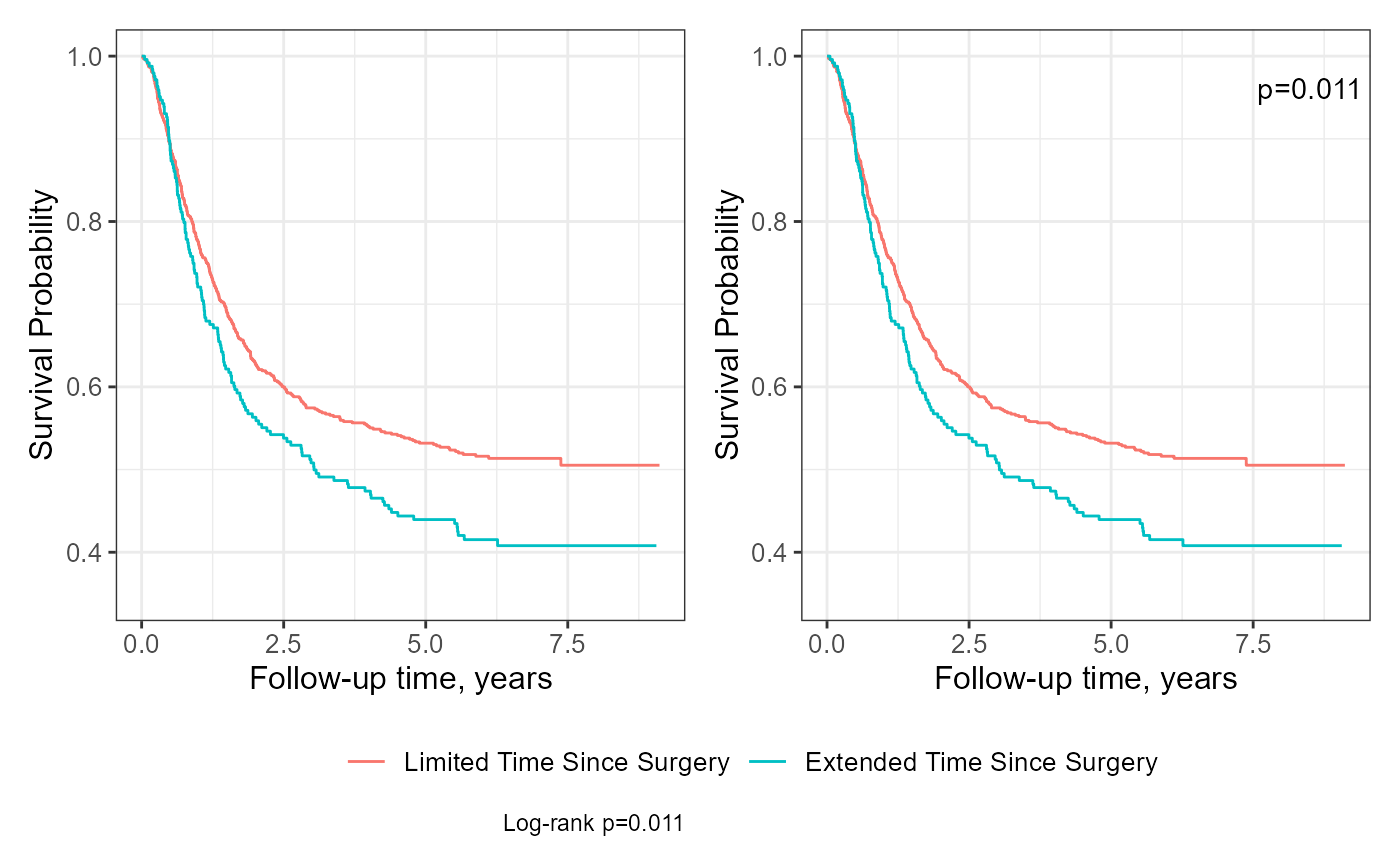 1.0
0.8
0.6
0.4
Survival Probability
0.0 2.5 5.0 7.5
Follow-up time, years
p=0.011
1.0
0.8
0.6
0.4
Survival Probability
0.0 2.5 5.0 7.5
Follow-up time, years
Limited Time Since Surgery Extended Time Since Surgery
Log-rank p=0.011